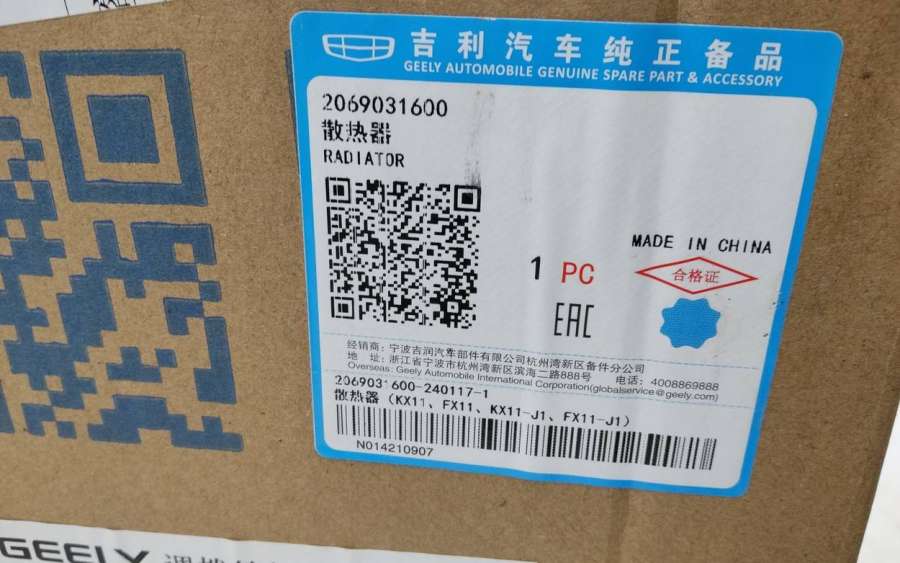 吉利汽车纯正备品
GEELY AUTOMOBILE GENUINE SPARE PART & ACCESSORY
2069031600
散热器
RADIATOR
MADE IN CHINA
1 PC
合格证
EAC
经销商：宁波吉润汽车部件有限公司杭州湾新区备件分公司
地 址：浙江省宁波市杭州湾新区滨海二路888号 电话：4008869888
Overseas: Geely Automobile International Corporation(globalservice@geely.com)
2069031600-240117-1
散热器（KX11、FX11、KX11-J1、FX11-J1）
N014210907
GEELY